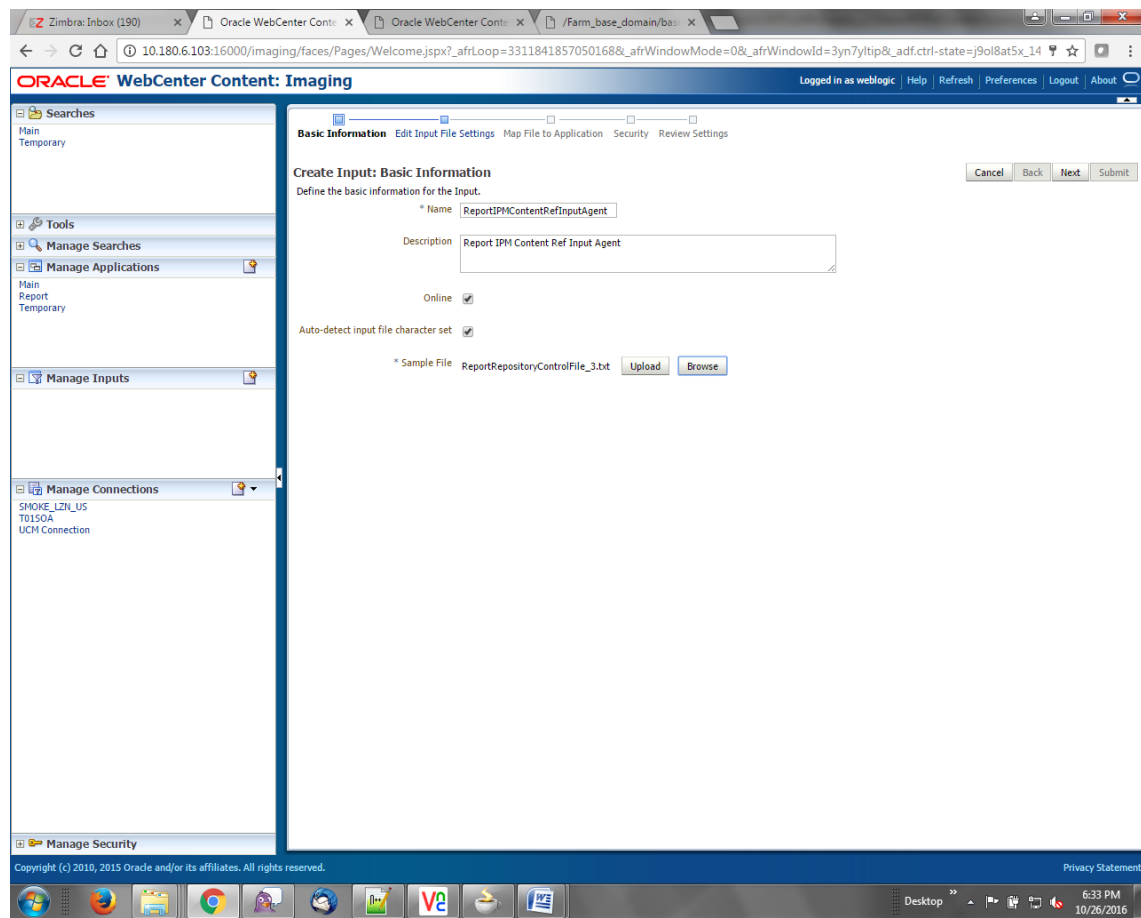 Zimbra: Inbox (190)
Oracle WebCenter Conte
Oracle WebCenter Conte
/Farm_base_domain/bas
10.180.6.103:16000/imaging/faces/Pages/Welcome.jspx?_afrLoop=3311841857050168&_afrWindowMode=0&_afrWindowId=3yn7yltip&_adf.ctrl-state=j9ol8at5x_14
ORACLE WebCenter Content: Imaging
Logged in as weblogic | Help | Refresh | Preferences | Logout | About
Searches
Main
Temporary
Tools
Manage Searches
Manage Applications
Main
Report
Temporary
Manage Inputs
Manage Connections
SMOKE_LZN_US
T01SOA
UCM Connection
Manage Security
Basic Information Edit Input File Settings Map File to Application Security Review Settings
Create Input: Basic Information
Cancel Back Next Submit
Define the basic information for the Input.
* Name ReportIPMContentRefInputAgent
Description Report IPM Content Ref Input Agent
Online
Auto-detect input file character set
* Sample File ReportRepositoryControlFile_3.txt Upload Browse
Copyright (c) 2010, 2015 Oracle and/or its affiliates. All rights reserved.
Privacy Statement
Desktop
6:33 PM
10/26/2016